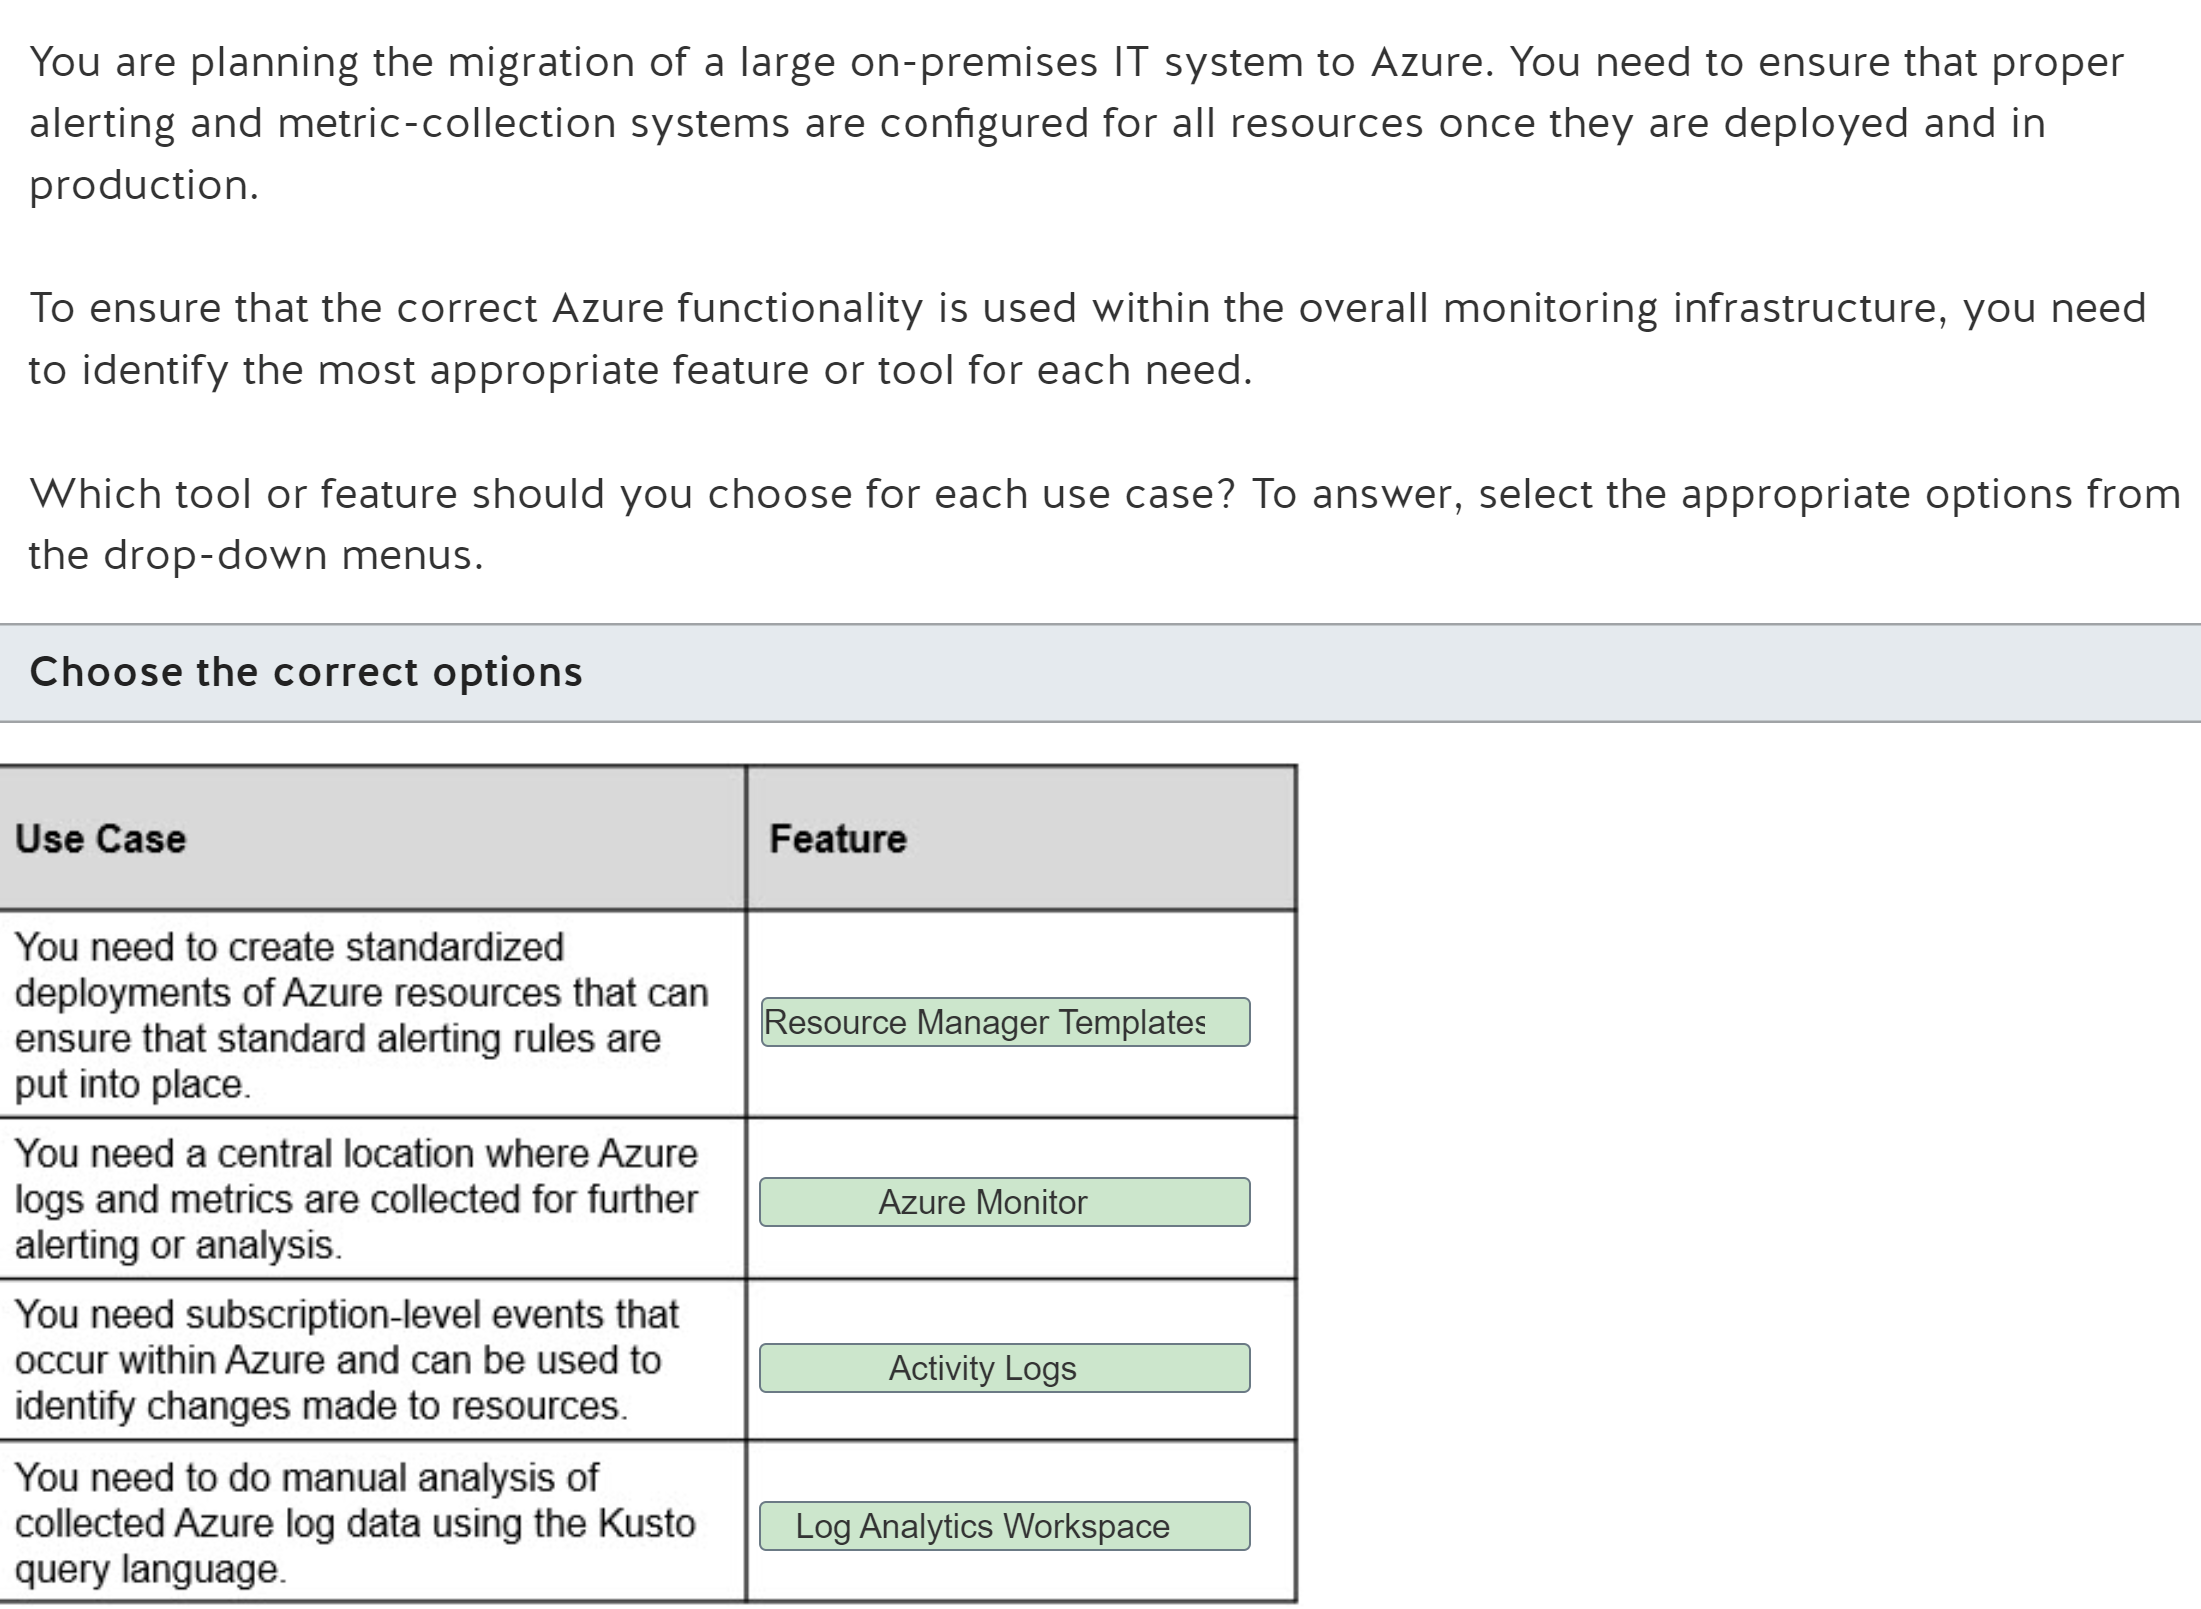 You are planning the migration of a large on-premises IT system to Azure. You need to ensure that proper
alerting and metric-collection systems are configured for all resources once they are deployed and in
production.
To ensure that the correct Azure functionality is used within the overall monitoring infrastructure, you need
to identify the most appropriate feature or tool for each need.
Which tool or feature should you choose for each use case? To answer, select the appropriate options from
the drop-down menus.
Choose the correct options
Use Case
Feature
You need to create standardized
deployments of Azure resources that can
ensure that standard alerting rules are
put into place.
Resource Manager Templates
You need a central location where Azure
logs and metrics are collected for further
alerting or analysis.
Azure Monitor
You need subscription-level events that
occur within Azure and can be used to
identify changes made to resources.
Activity Logs
You need to do manual analysis of
collected Azure log data using the Kusto
query language.
Log Analytics Workspace